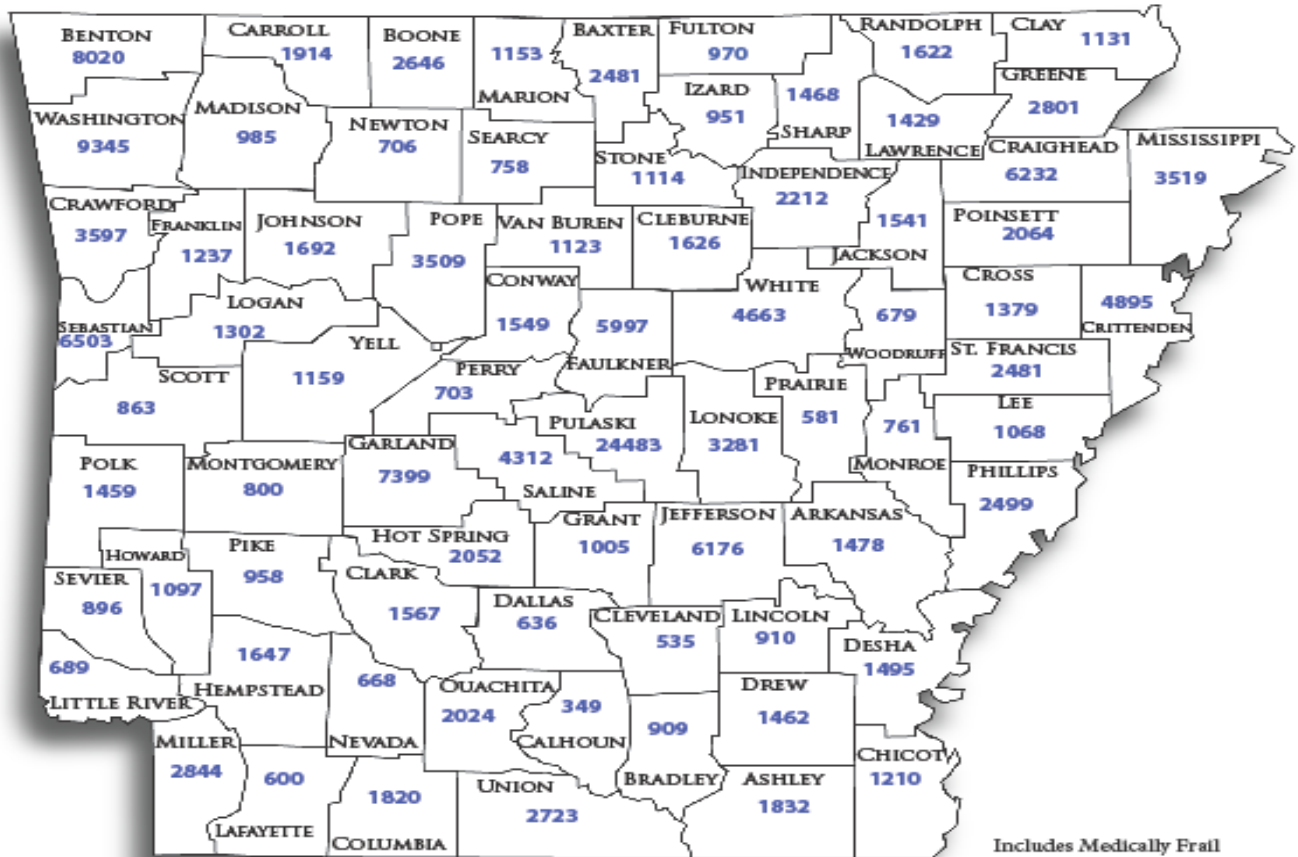 BENTON
8020
CARROLL
1914
BOONE
2646
1153
MARION
BAXTER
2481
FULTON
970
RANDOLPH
1622
CLAY
1131
WASHINGTON
9345
MADISON
985
NEWTON
706
SEARCY
758
STONE
1114
IZARD
951
1468
SHARP
1429
LAWRENCE
GREENE
2801
CRAIGHEAD
6232
MISSISSIPPI
3519
CRAWFORD
3597
FRANKLIN
1237
JOHNSON
1692
POPE
3509
VAN BUREN
1123
CLEBURNE
1626
INDEPENDENCE
2212
1541
JACKSON
POINSETT
2064
SEBASTIAN
6503
LOGAN
1302
CONWAY
1549
5997
FAULKNER
WHITE
4663
679
WOODRUFF
CROSS
1379
4895
CRITTENDEN
SCOTT
863
YELL
1159
PERRY
703
PULASKI
24483
LONOKE
3281
PRAIRIE
581
761
MONROE
ST. FRANCIS
2481
LEE
1068
POLK
1459
MONTGOMERY
800
GARLAND
7399
4312
SALINE
PHILLIPS
2499
HOWARD
1097
PIKE
958
HOT SPRING
2052
GRANT
1005
JEFFERSON
6176
ARKANSAS
1478
SEVIER
896
CLARK
1567
DALLAS
636
CLEVELAND
535
LINCOLN
910
DESHA
1495
689
LITTLE RIVER
1647
HEMPSTEAD
668
NEVADA
OUACHITA
2024
349
CALHOUN
909
BRADLEY
DREW
1462
CHICOT
1210
MILLER
2844
600
LAFAYETTE
1820
COLUMBIA
UNION
2723
ASHLEY
1832
Includes Medically Frail